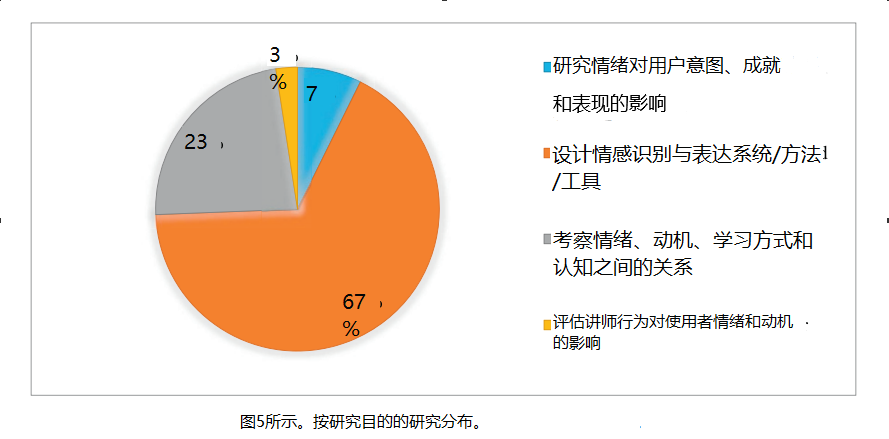 3
%
7
23
67
%
研究情绪对用户意图、成就
和表现的影响
设计情感识别与表达系统/方法
/工具
考察情绪、动机、学习方式和
认知之间的关系
评估讲师行为对使用者情绪和动机
的影响
图5所示。按研究目的的研究分布。